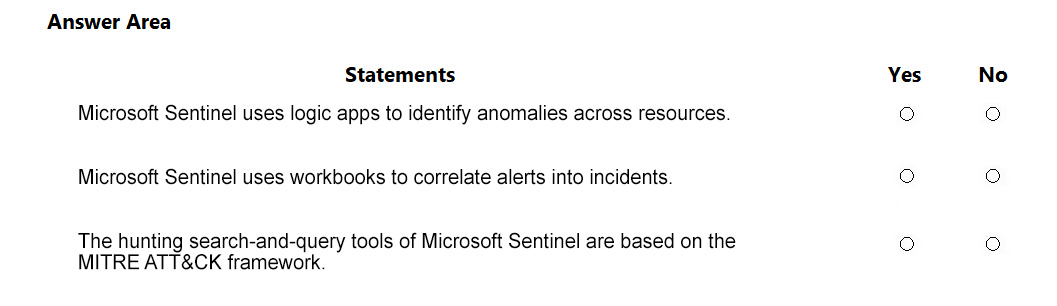 Answer Area
Statements Yes No
Microsoft Sentinel uses logic apps to identify anomalies across resources.
Microsoft Sentinel uses workbooks to correlate alerts into incidents.
The hunting search-and-query tools of Microsoft Sentinel are based on the
MITRE ATT&CK framework.